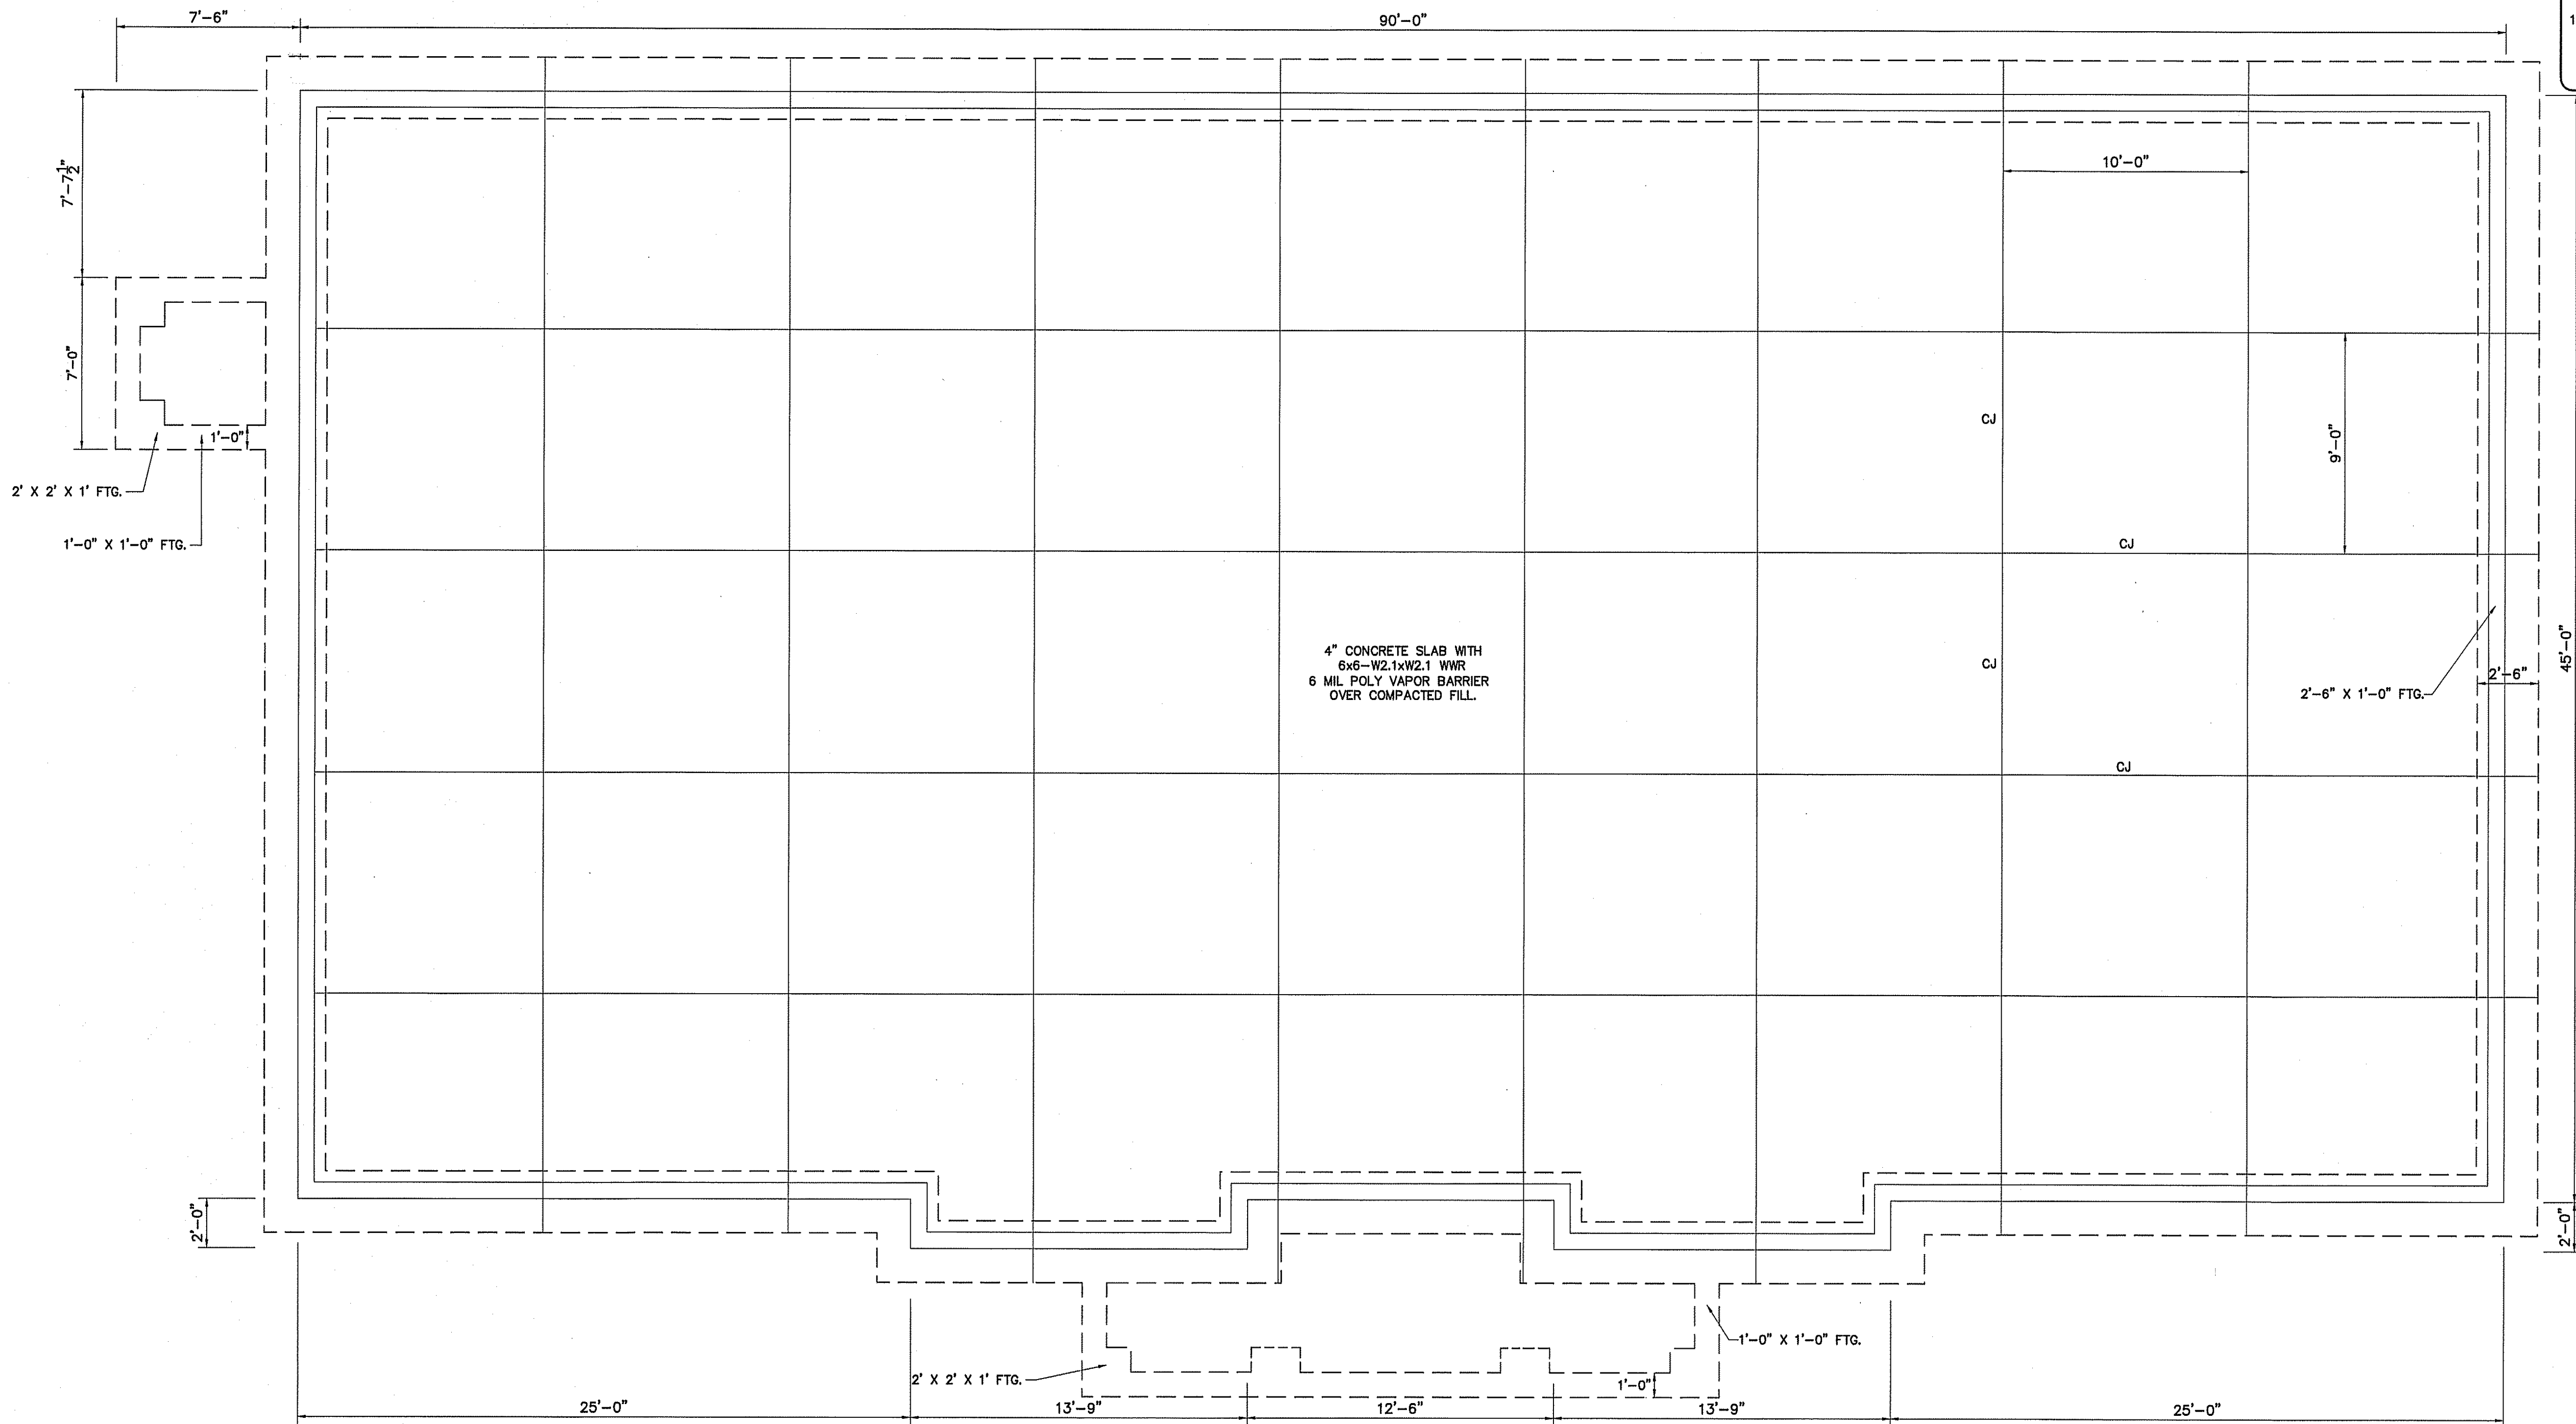 7'-6"
90'-0"
1
7'-7 1/2"
10'-0"
7'-0"
1'-0"
CJ
9'-0"
2' X 2' X 1' FTG.
1'-0" X 1'-0" FTG.
CJ
4" CONCRETE SLAB WITH
6x6-W2.1xW2.1 WWR
6 MIL POLY VAPOR BARRIER
OVER COMPACTED FILL.
CJ
2'-6"
45'-0"
2'-6" X 1'-0" FTG.
CJ
2'-0"
2'-0"
1'-0" X 1'-0" FTG.
2' X 2' X 1' FTG.
1'-0"
25'-0"
13'-9"
12'-6"
13'-9"
25'-0"